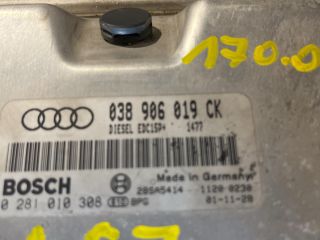 170.0
038 906 019 CK
DIESEL EDC15P+ 1477
Made in Germany
BOSCH
28SA5414 1120 0230
0 281 010 308 BPG 01-11-28